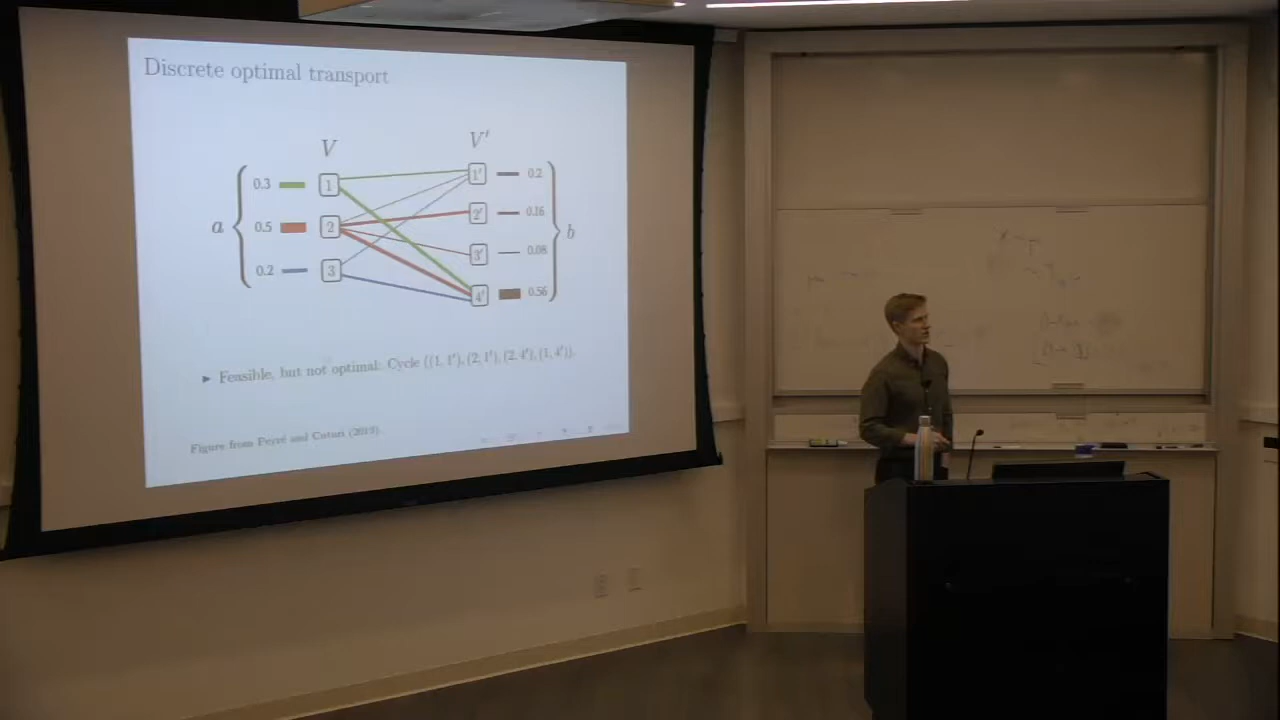 Discrete optimal transport
V
V′
a
b
0.3
1
1′
0.2
0.5
2
2′
0.16
0.2
3
3′
0.08
4′
0.56
► Feasible, but not optimal: Cycle ((1, 1′), (2, 1′), (2, 4′), (1, 4′)).
Figure from Peyré and Cuturi (2019).